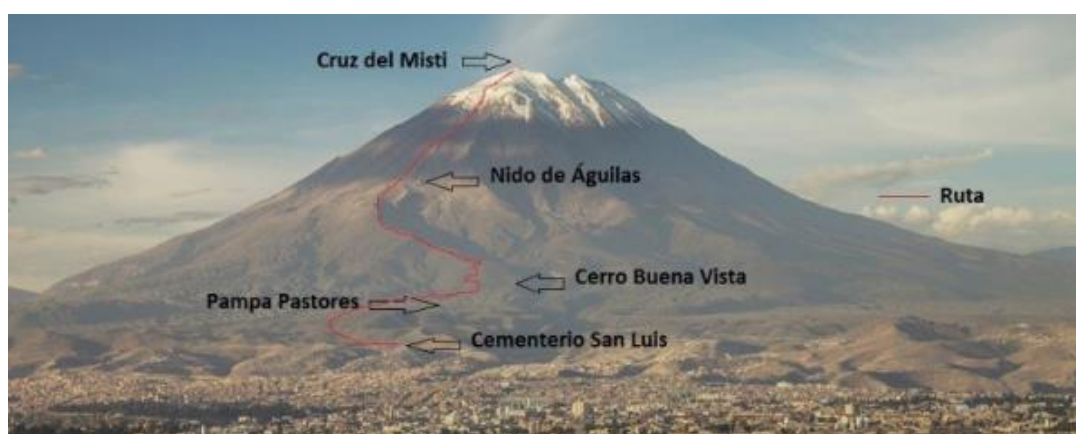 Cruz del Misti
Nido de Águilas
Ruta
Cerro Buena Vista
Pampa Pastores
Cementerio San Luis